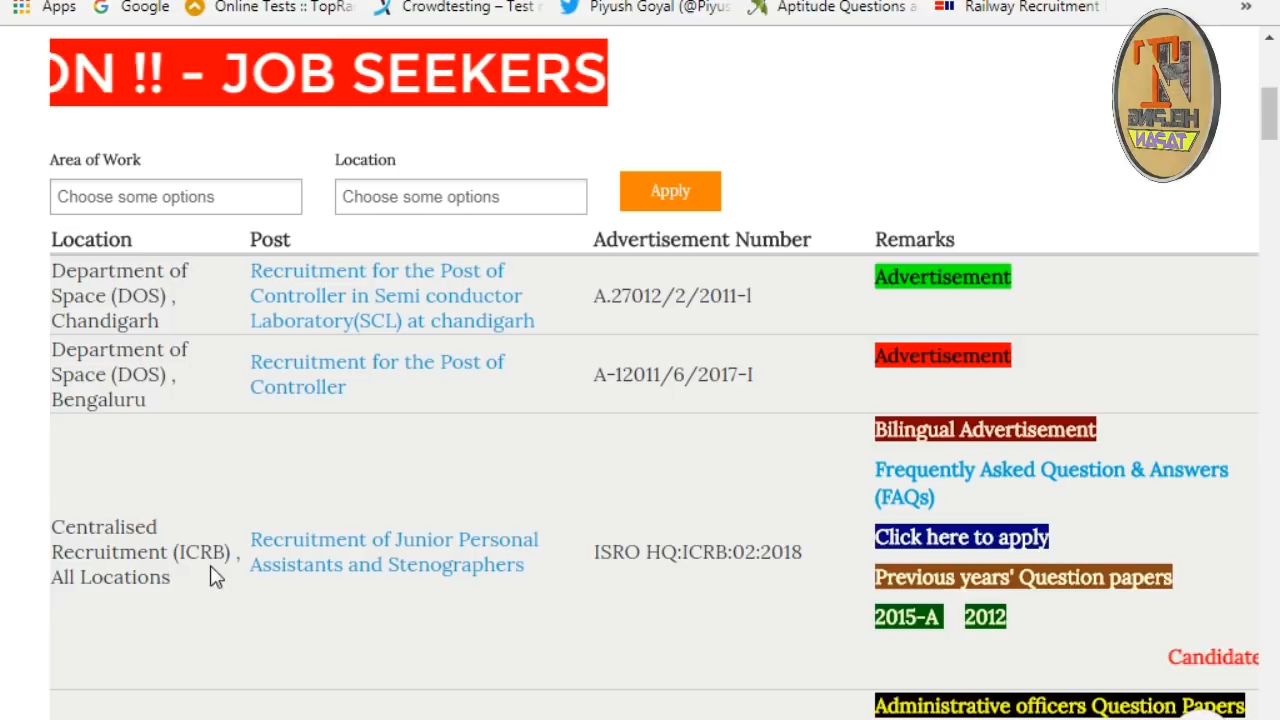 Apps Google Online Tests :: TopRa Crowdtesting – Test Piyush Goyal (@Piyus Aptitude Questions a Railway Recruitment »
ON !! - JOB SEEKERS
Area of Work Location
Choose some options Choose some options Apply
Location Post Advertisement Number Remarks
Department of
Space (DOS) ,
Chandigarh
Recruitment for the Post of
Controller in Semi conductor
Laboratory(SCL) at chandigarh
A.27012/2/2011-l
Advertisement
Department of
Space (DOS) ,
Bengaluru
Recruitment for the Post of
Controller
A-12011/6/2017-I
Advertisement
Centralised
Recruitment (ICRB) ,
All Locations
Recruitment of Junior Personal
Assistants and Stenographers
ISRO HQ:ICRB:02:2018
Bilingual Advertisement
Frequently Asked Question & Answers
(FAQs)
Click here to apply
Previous years' Question papers
2015-A 2012
Candidate
Administrative officers Question Papers